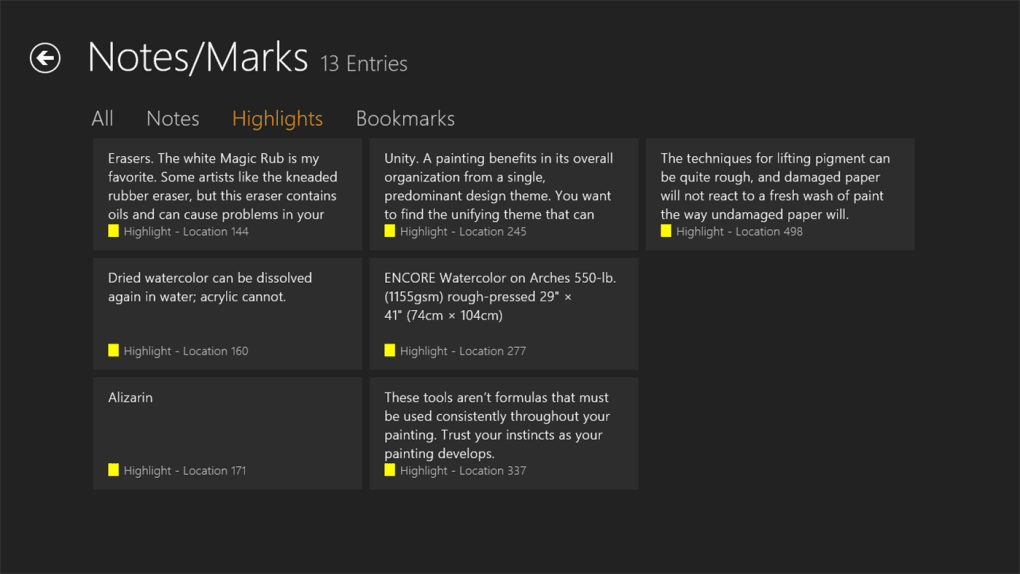 Notes/Marks 13 Entries
All Notes Highlights Bookmarks
Erasers. The white Magic Rub is my
favorite. Some artists like the kneaded
rubber eraser, but this eraser contains
oils and can cause problems in your
Highlight - Location 144
Dried watercolor can be dissolved
again in water; acrylic cannot.
Highlight - Location 160
Alizarin
Highlight - Location 171
Unity. A painting benefits in its overall
organization from a single,
predominant design theme. You want
to find the unifying theme that can
Highlight - Location 245
ENCORE Watercolor on Arches 550-lb.
(1155gsm) rough-pressed 29" ×
41" (74cm × 104cm)
Highlight - Location 277
These tools aren't formulas that must
be used consistently throughout your
painting. Trust your instincts as your
painting develops.
Highlight - Location 337
The techniques for lifting pigment can
be quite rough, and damaged paper
will not react to a fresh wash of paint
the way undamaged paper will.
Highlight - Location 498